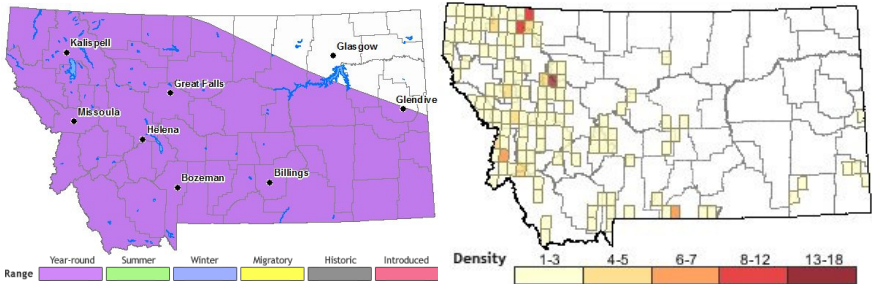 Kalispell
Glasgow
Great Falls
Glendive
Missoula
Helena
Bozeman
Billings
Year-round Summer Winter Migratory Historic Introduced
Range
Density 1-3 4-5 6-7 8-12 13-18